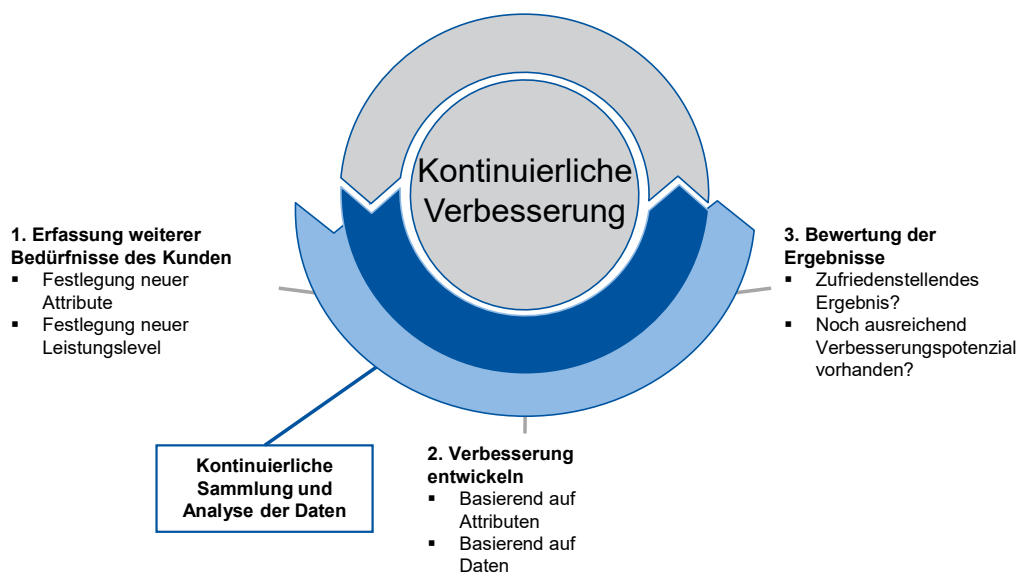 Kontinuierliche
Verbesserung
1. Erfassung weiterer
Bedürfnisse des Kunden
▪ Festlegung neuer
Attribute
▪ Festlegung neuer
Leistungslevel
3. Bewertung der
Ergebnisse
▪ Zufriedenstellendes
Ergebnis?
▪ Noch ausreichend
Verbesserungspotenzial
vorhanden?
Kontinuierliche
Sammlung und
Analyse der Daten
2. Verbesserung
entwickeln
▪ Basierend auf
Attributen
▪ Basierend auf
Daten